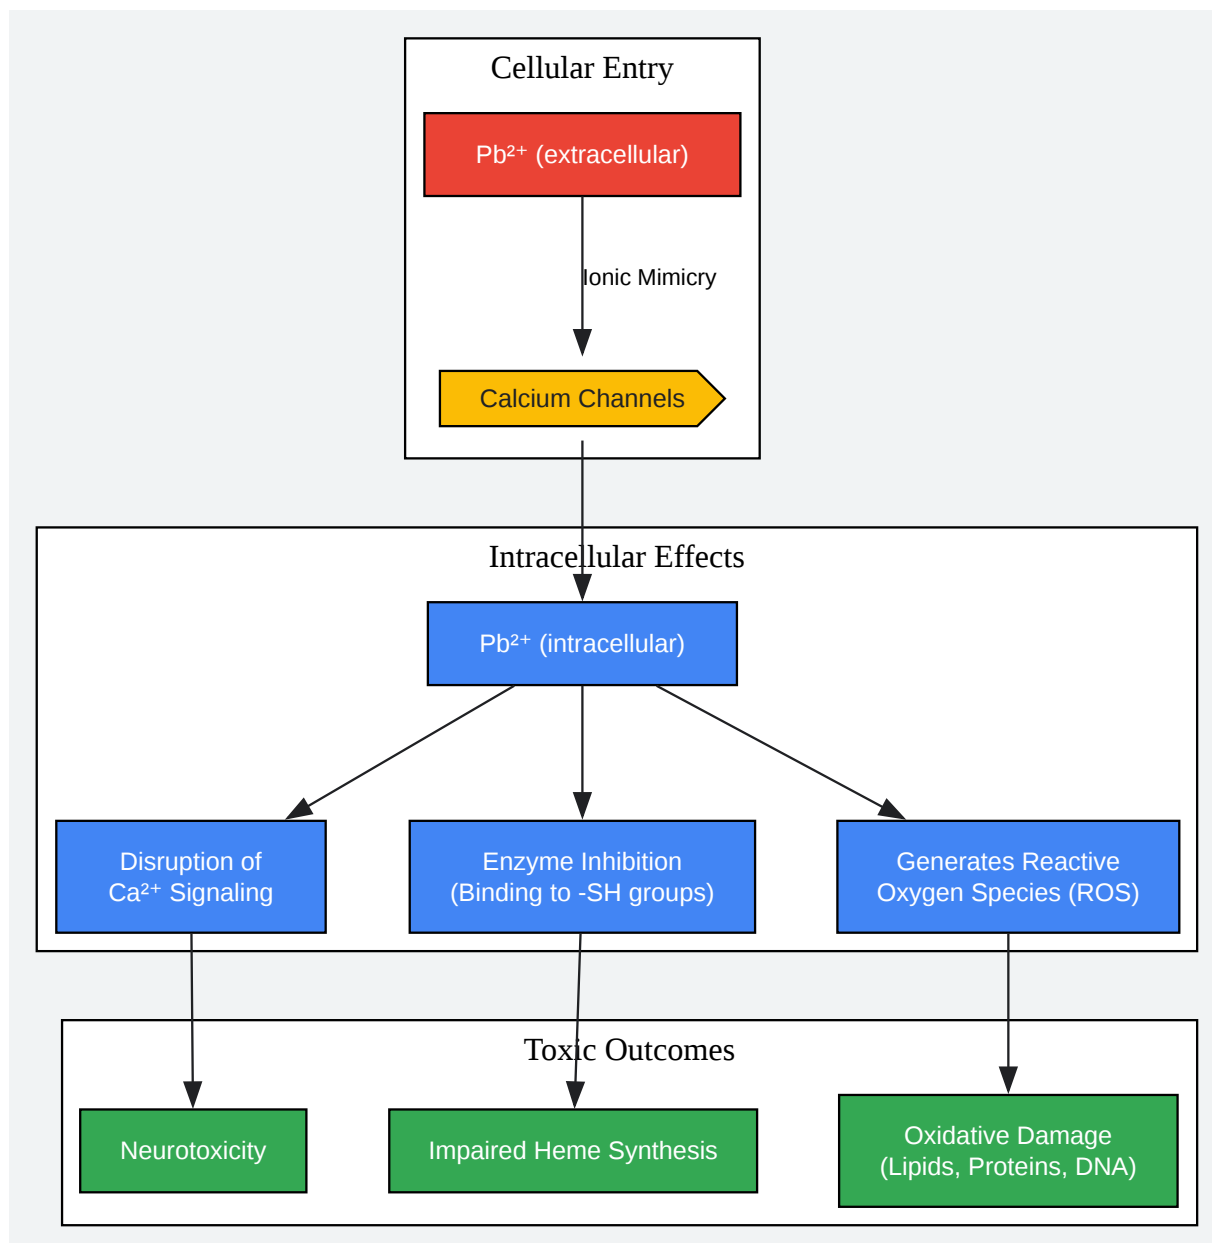 Cellular Entry
Pb²⁺ (extracellular)
Ionic Mimicry
Calcium Channels
Intracellular Effects
Pb²⁺ (intracellular)
Disruption of
Ca²⁺ Signaling
Enzyme Inhibition
(Binding to -SH groups)
Generates Reactive
Oxygen Species (ROS)
Toxic Outcomes
Neurotoxicity
Impaired Heme Synthesis
Oxidative Damage
(Lipids, Proteins, DNA)